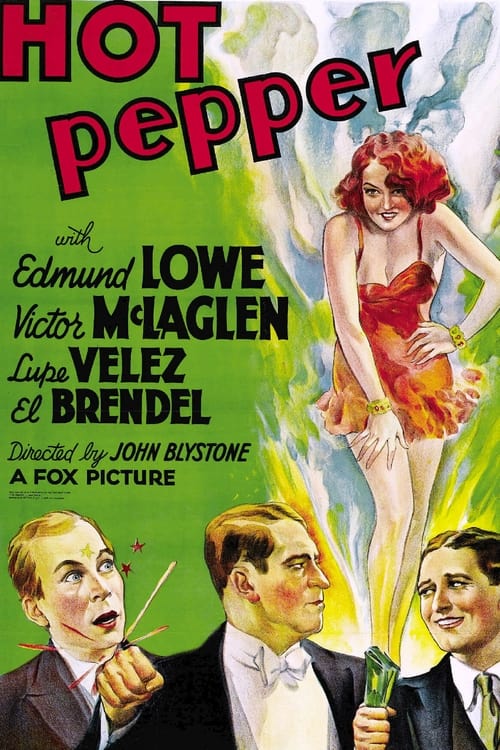 HOT
pepper
with
Edmund LOWE
Victor McLAGLEN
Lupe VELEZ
El BRENDEL
Directed by JOHN BLYSTONE
A FOX PICTURE